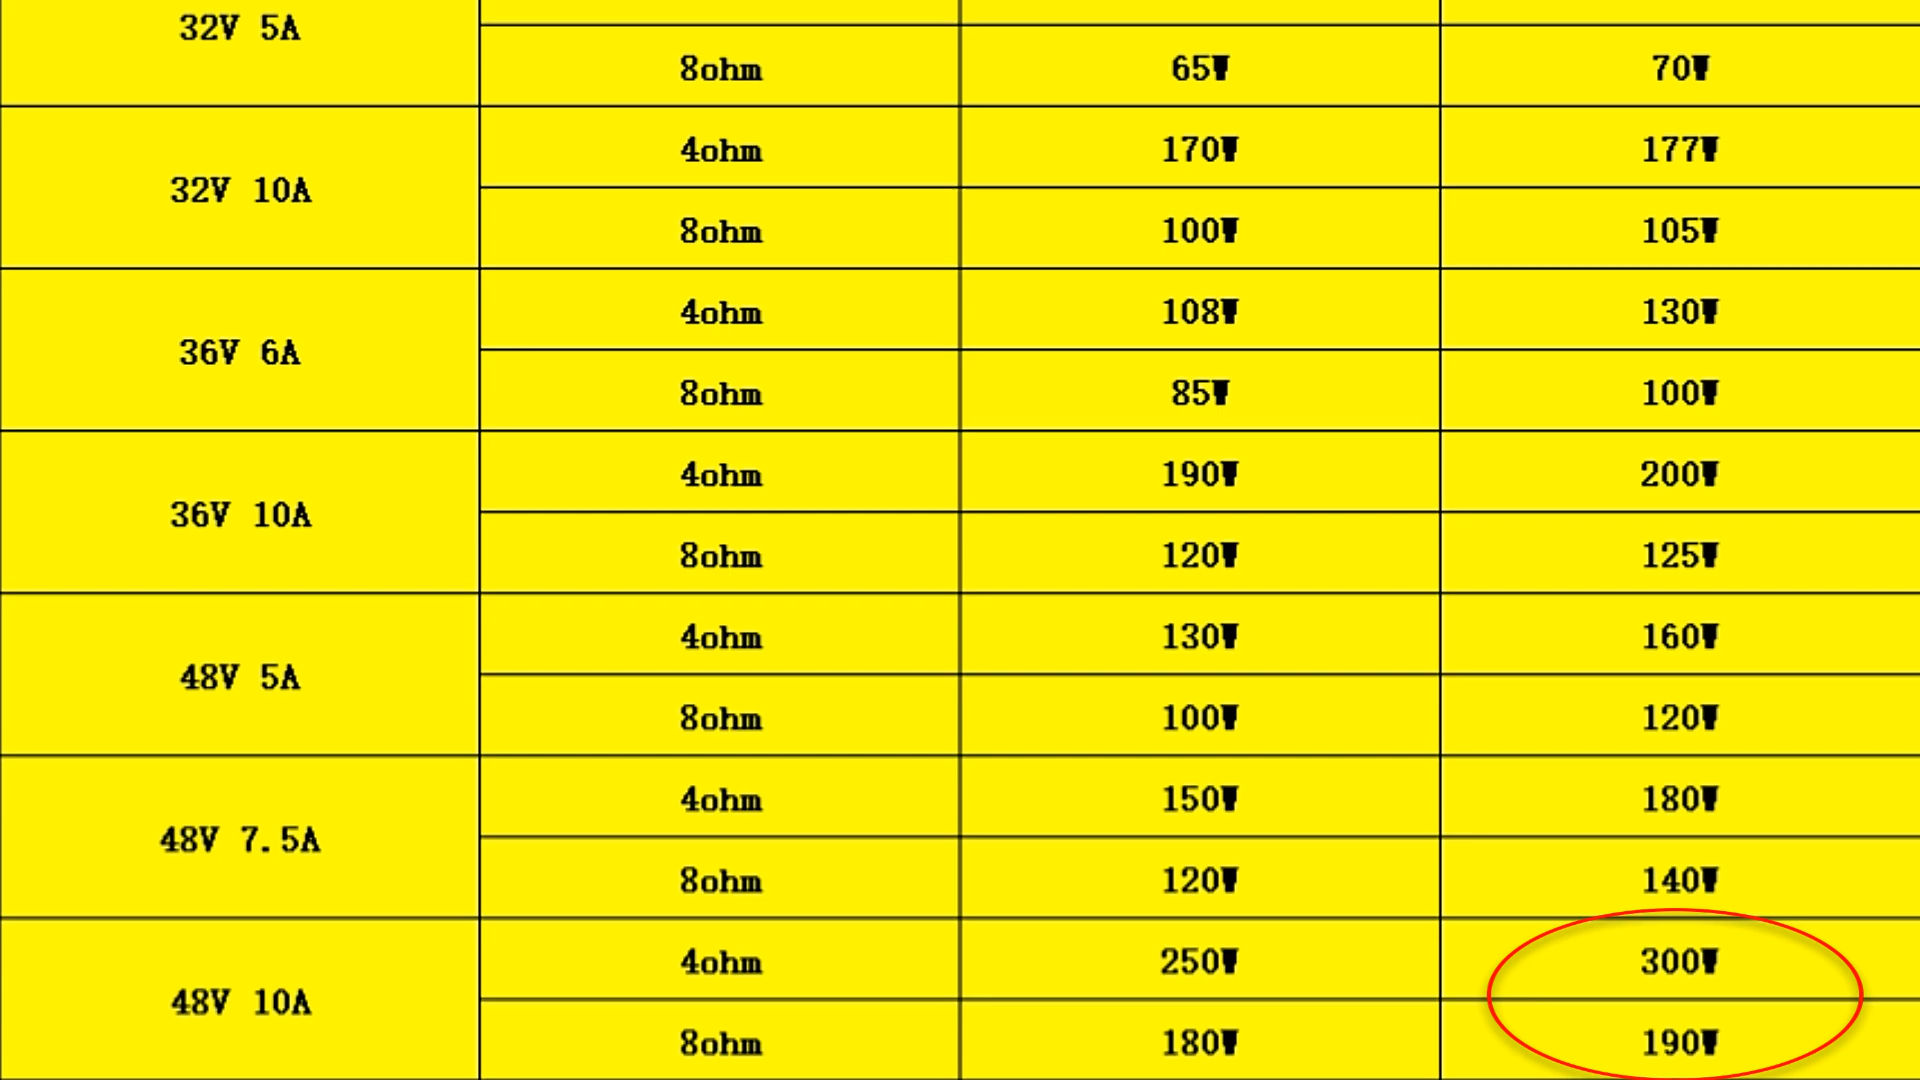 32V 5A
8ohm 65W 70W
32V 10A
4ohm 170W 177W
8ohm 100W 105W
36V 6A
4ohm 108W 130W
8ohm 85W 100W
36V 10A
4ohm 190W 200W
8ohm 120W 125W
48V 5A
4ohm 130W 160W
8ohm 100W 120W
48V 7.5A
4ohm 150W 180W
8ohm 120W 140W
48V 10A
4ohm 250W 300W
8ohm 180W 190W